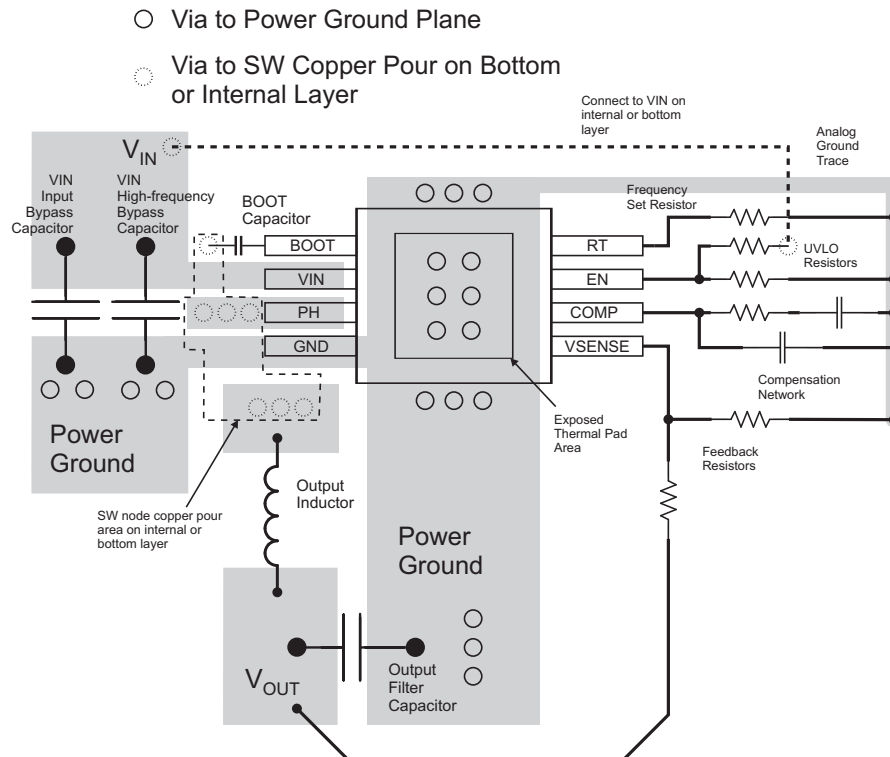 Via to Power Ground Plane
Via to SW Copper Pour on Bottom
or Internal Layer
Connect to VIN on
internal or bottom
layer
Analog
Ground
Trace
VIN
VIN
Input
Bypass
Capacitor
VIN
High-frequency
Bypass
Capacitor
BOOT
Capacitor
Frequency
Set Resistor
UVLO
Resistors
BOOT
VIN
PH
GND
RT
EN
COMP
VSENSE
Compensation
Network
Feedback
Resistors
Exposed
Thermal Pad
Area
Power
Ground
SW node copper pour
area on internal or
bottom layer
Output
Inductor
Power
Ground
VOUT
Output
Filter
Capacitor